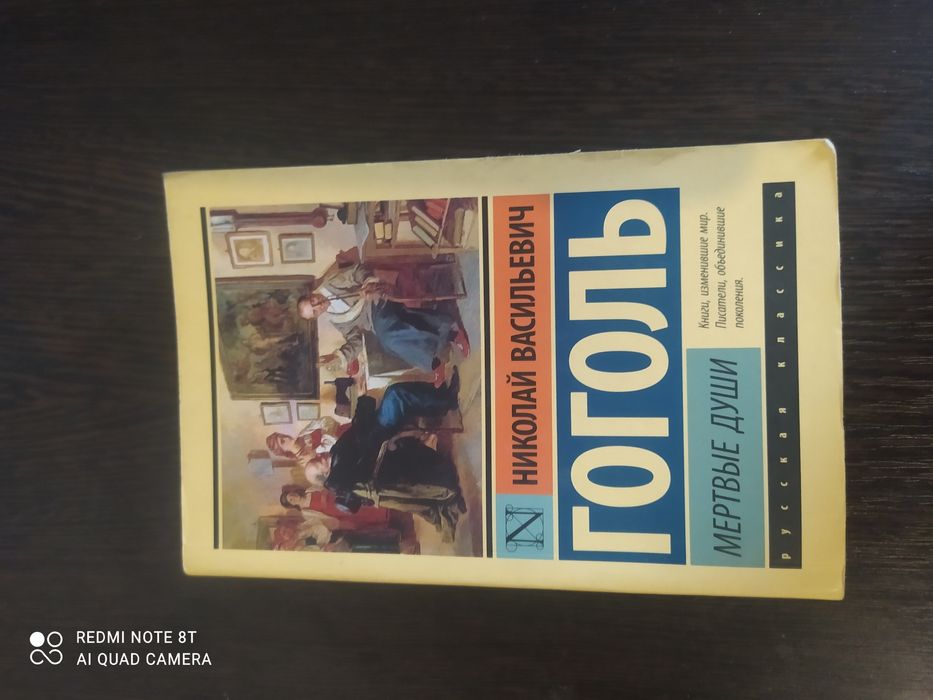 НИКОЛАЙ ВАСИЛЬЕВИЧ
ГОГОЛЬ
МЕРТВЫЕ ДУШИ
Книги, изменившие мир.
Писатели, объединившие
поколения.
русская классика
REDMI NOTE 8T
AI QUAD CAMERA